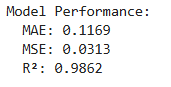 Model Performance:
  MAE: 0.1169
  MSE: 0.0313
  R²: 0.9862